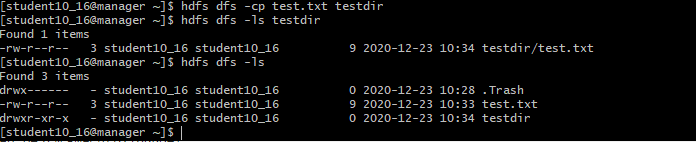 [student10_16@manager ~]$ hdfs dfs -cp test.txt testdir
[student10_16@manager ~]$ hdfs dfs -ls testdir
Found 1 items
-rw-r--r--   3 student10_16 student10_16          9 2020-12-23 10:34 testdir/test.txt
[student10_16@manager ~]$ hdfs dfs -ls
Found 3 items
drwx------   - student10_16 student10_16          0 2020-12-23 10:28 .Trash
-rw-r--r--   3 student10_16 student10_16          9 2020-12-23 10:33 test.txt
drwxr-xr-x   - student10_16 student10_16          0 2020-12-23 10:34 testdir
[student10_16@manager ~]$